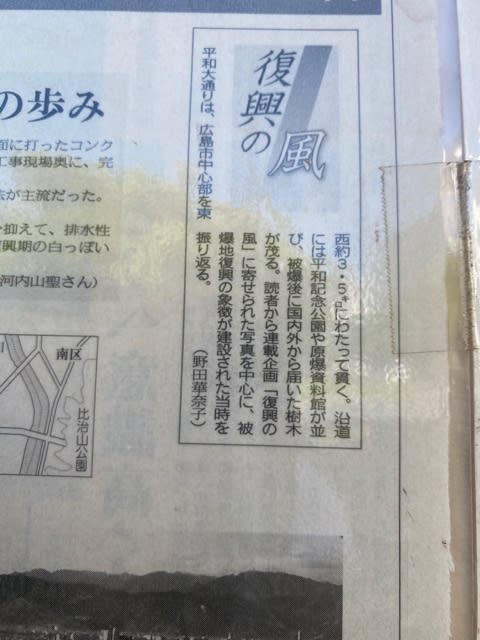 復興の
風
平和大通りは、広島市中心部を東
西約3・5㌔にわたって貫く。沿道
には平和記念公園や原爆資料館が並
び、被爆後に国内外から届いた樹木
が茂る。読者から連載企画「復興の
風」に寄せられた写真を中心に、被
爆地復興の象徴が建設された当時を
振り返る。
（野田華奈子）
の歩み
面に打ったコンク
工事現場奥に、完
法が主流だった。
を抑えて、排水性
復興期の白っぽい
河内山聖さん）
南区
比治山公園